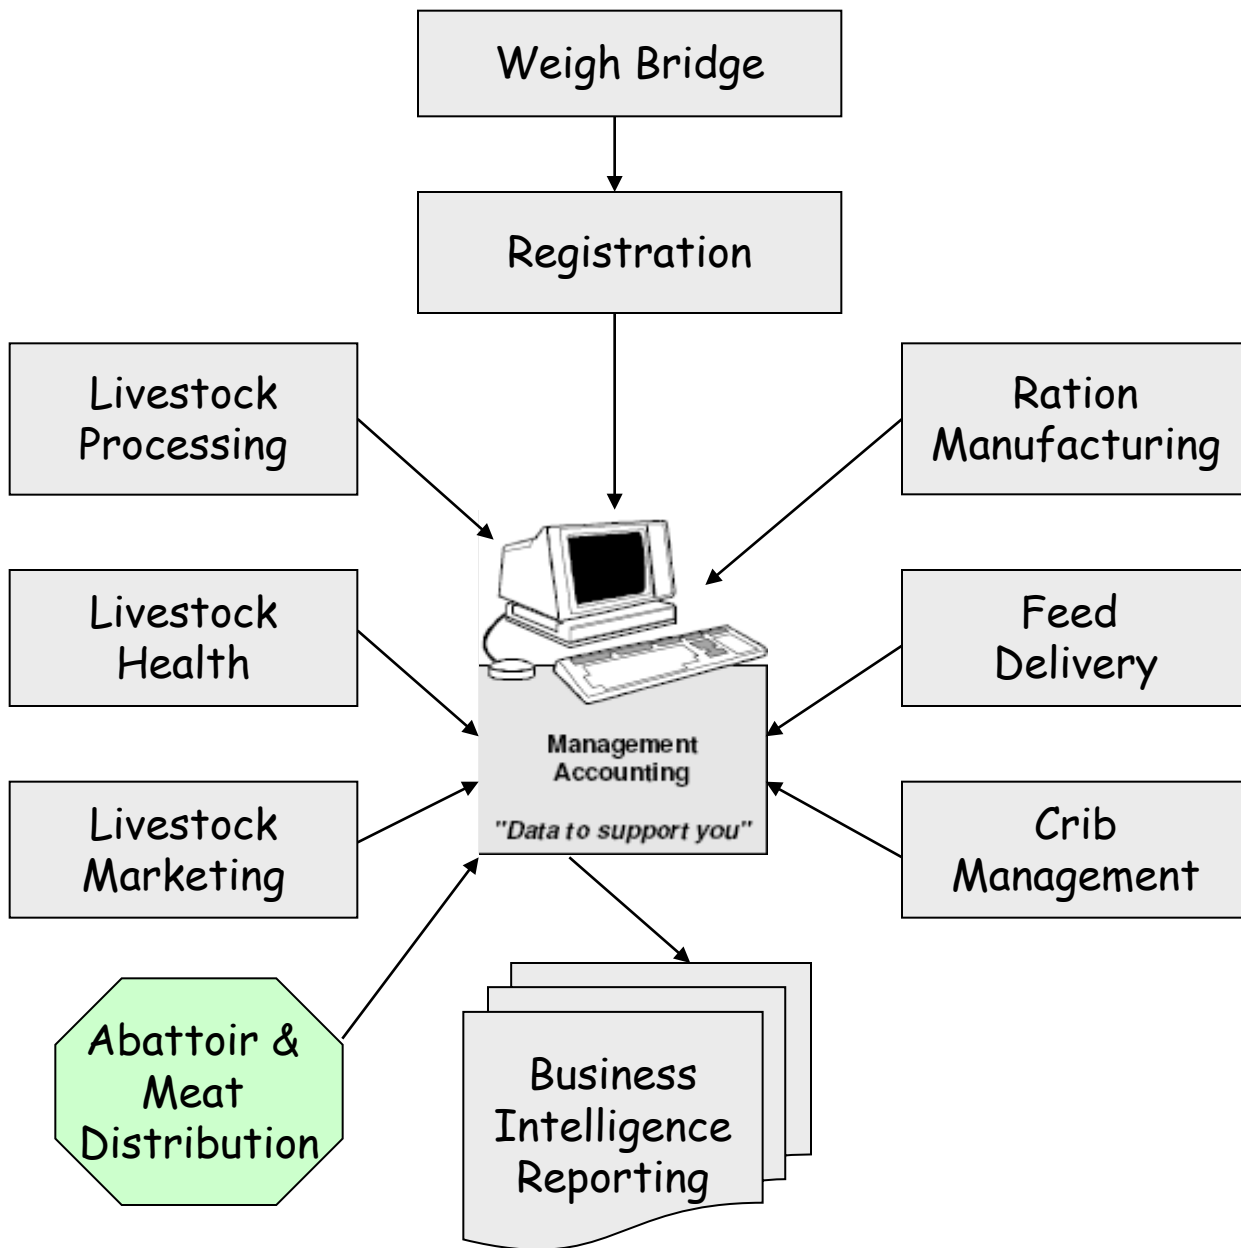 Weigh Bridge
Registration
Livestock
Processing
Ration
Manufacturing
Livestock
Health
Feed
Delivery
Management
Accounting
"Data to support you"
Livestock
Marketing
Crib
Management
Abattoir &
Meat
Distribution
Business
Intelligence
Reporting